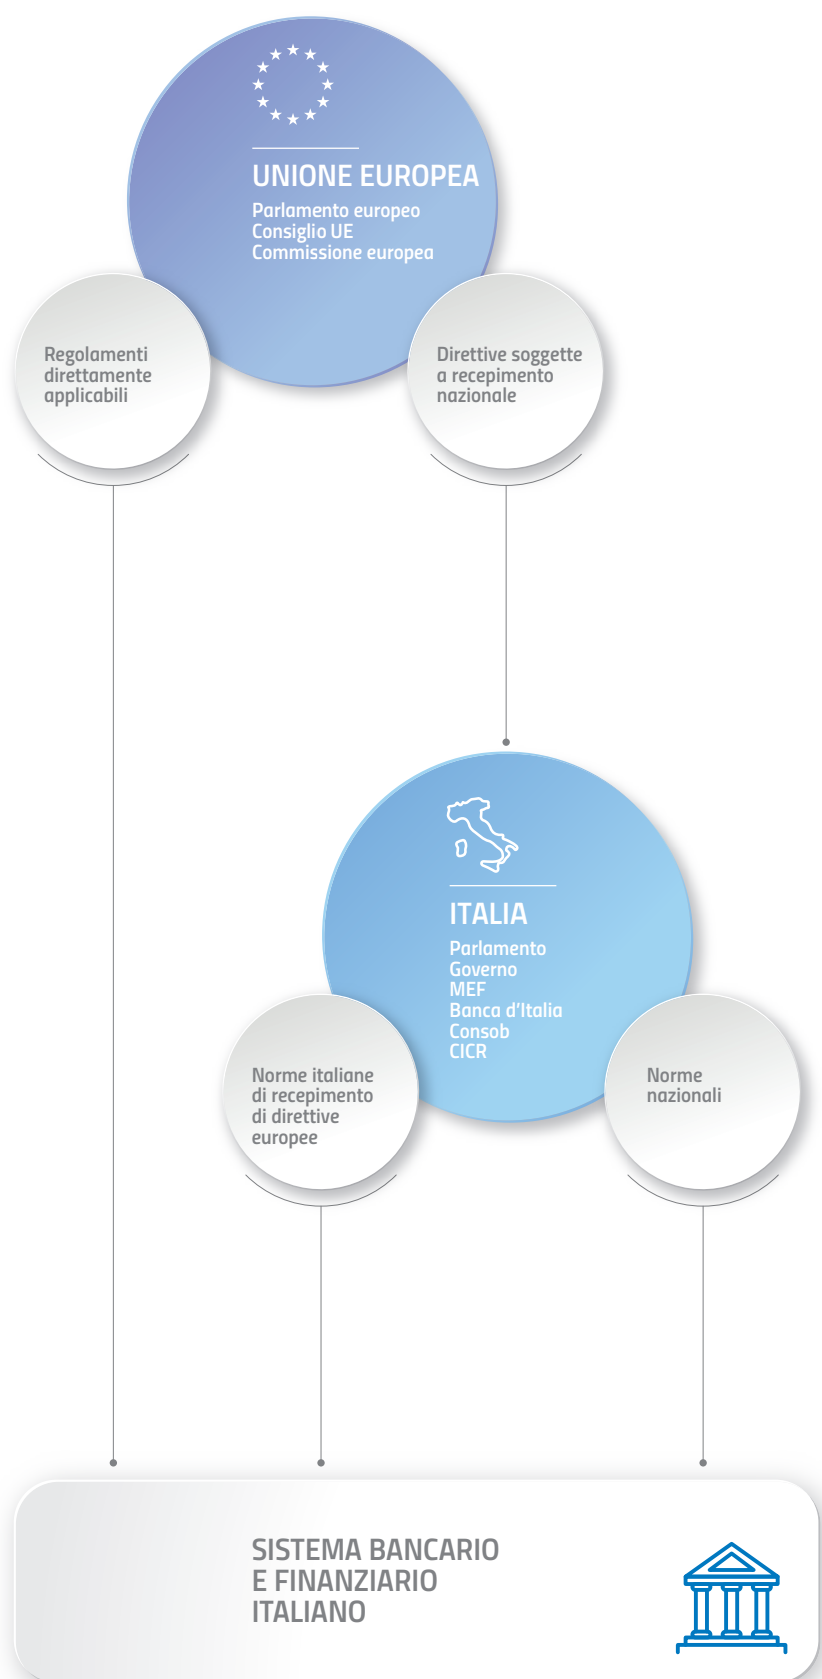 UNIONE EUROPEA
Parlamento europeo
Consiglio UE
Commissione europea
Regolamenti
direttamente
applicabili
Direttive soggette
a recepimento
nazionale
ITALIA
Parlamento
Governo
MEF
Banca d'Italia
Consob
CICR
Norme italiane
di recepimento
di direttive
europee
Norme
nazionali
SISTEMA BANCARIO
E FINANZIARIO
ITALIANO